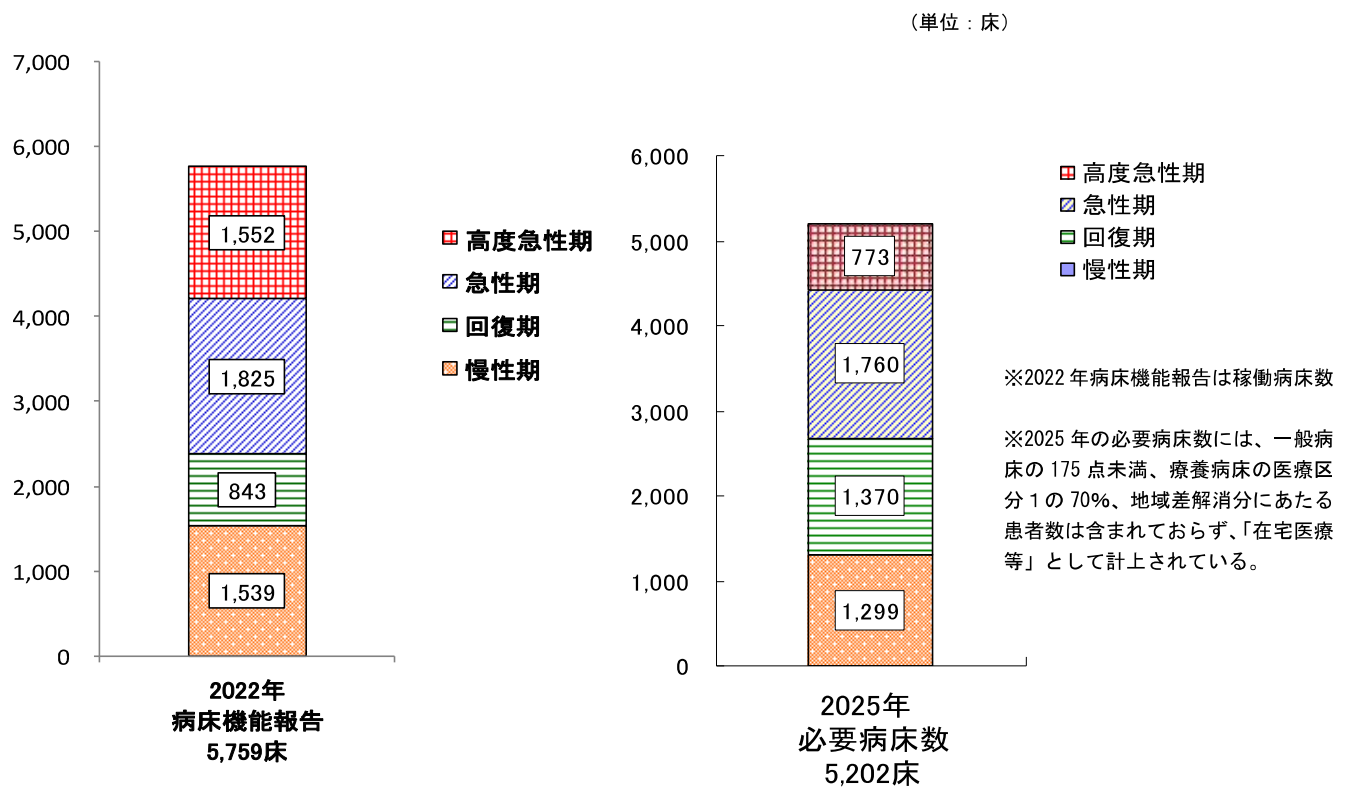 （単位：床）
7,000
6,000
5,000
4,000
3,000
2,000
1,000
0
1,552
1,825
843
1,539
2022年
病床機能報告
5,759床
高度急性期
急性期
回復期
慢性期
6,000
5,000
4,000
3,000
2,000
1,000
0
773
1,760
1,370
1,299
2025年
必要病床数
5,202床
高度急性期
急性期
回復期
慢性期
※2022 年病床機能報告は稼働病床数
※2025 年の必要病床数には、一般病
床の 175 点未満、療養病床の医療区
分１の 70%、地域差解消分にあたる
患者数は含まれておらず、「在宅医療
等」として計上されている。